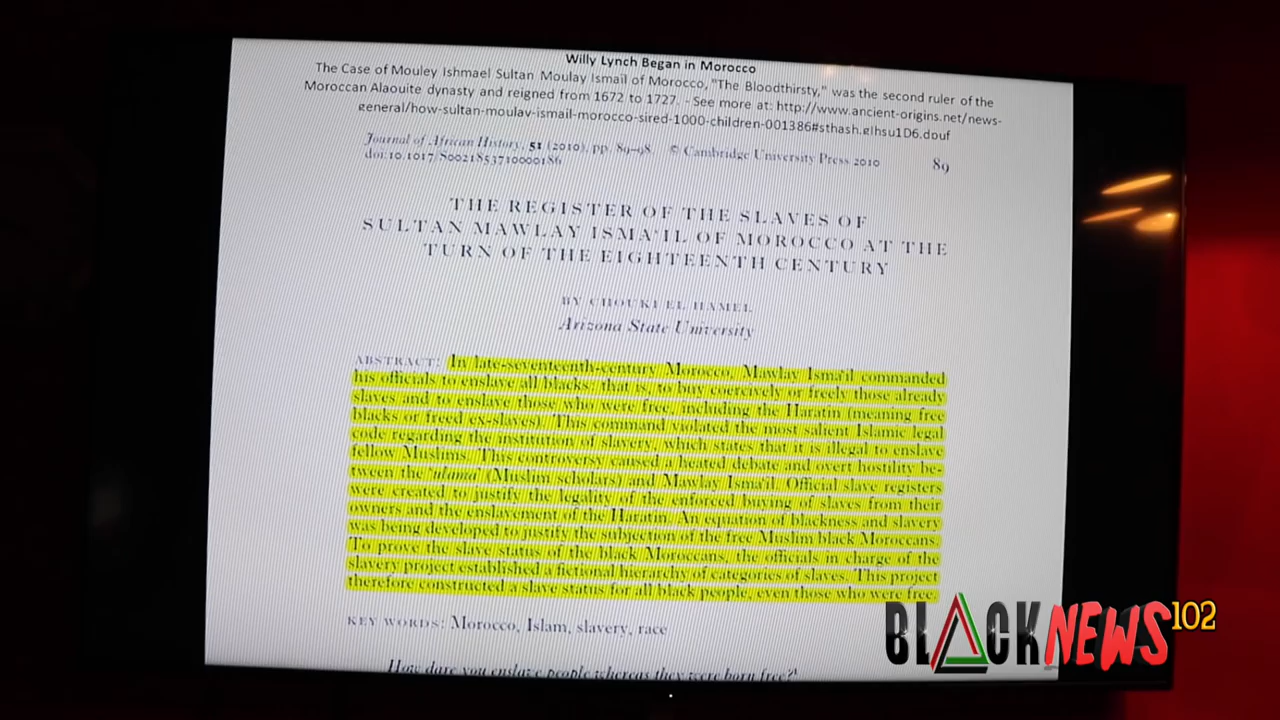 Willy Lynch Began in Morocco
The Case of Mouley Ishmael Sultan Moulay Ismail of Morocco, "The Bloodthirsty," was the second ruler of the
Moroccan Alaouite dynasty and reigned from 1672 to 1727. - See more at: http://www.ancient-origins.net/news-
general/how-sultan-moulav-ismail-morocco-sired-1000-children-001386#sthash.glhsu1D6.dpuf
Journal of African History, 51 (2010), pp. 89–98. © Cambridge University Press 2010 89
doi:10.1017/S0021853710000186
THE REGISTER OF THE SLAVES OF
SULTAN MAWLAY ISMA'IL OF MOROCCO AT THE
TURN OF THE EIGHTEENTH CENTURY
BY CHOUKI EL HAMEL
Arizona State University
ABSTRACT: In late-seventeenth-century Morocco, Mawlay Isma'il commanded
his officials to enslave all blacks: that is, to buy coercively or freely those already
slaves and to enslave those who were free, including the Haratin (meaning free
blacks or freed ex-slaves). This command violated the most salient Islamic legal
code regarding the institution of slavery, which states that it is illegal to enslave
fellow Muslims. This controversy caused a heated debate and overt hostility be-
tween the 'ulama' (Muslim scholars) and Mawlay Isma'il. Official slave registers
were created to justify the legality of the enforced buying of slaves from their
owners and the enslavement of the Haratin. An equation of blackness and slavery
was being developed to justify the subjection of the free Muslim black Moroccans.
To prove the slave status of the black Moroccans, the officials in charge of the
slavery project established a fictional hierarchy of categories of slaves. This project
therefore constructed a slave status for all black people, even those who were free.
KEY WORDS: Morocco, Islam, slavery, race
How dare you enslave people whereas they were born free?¹
BLACKNEWS102